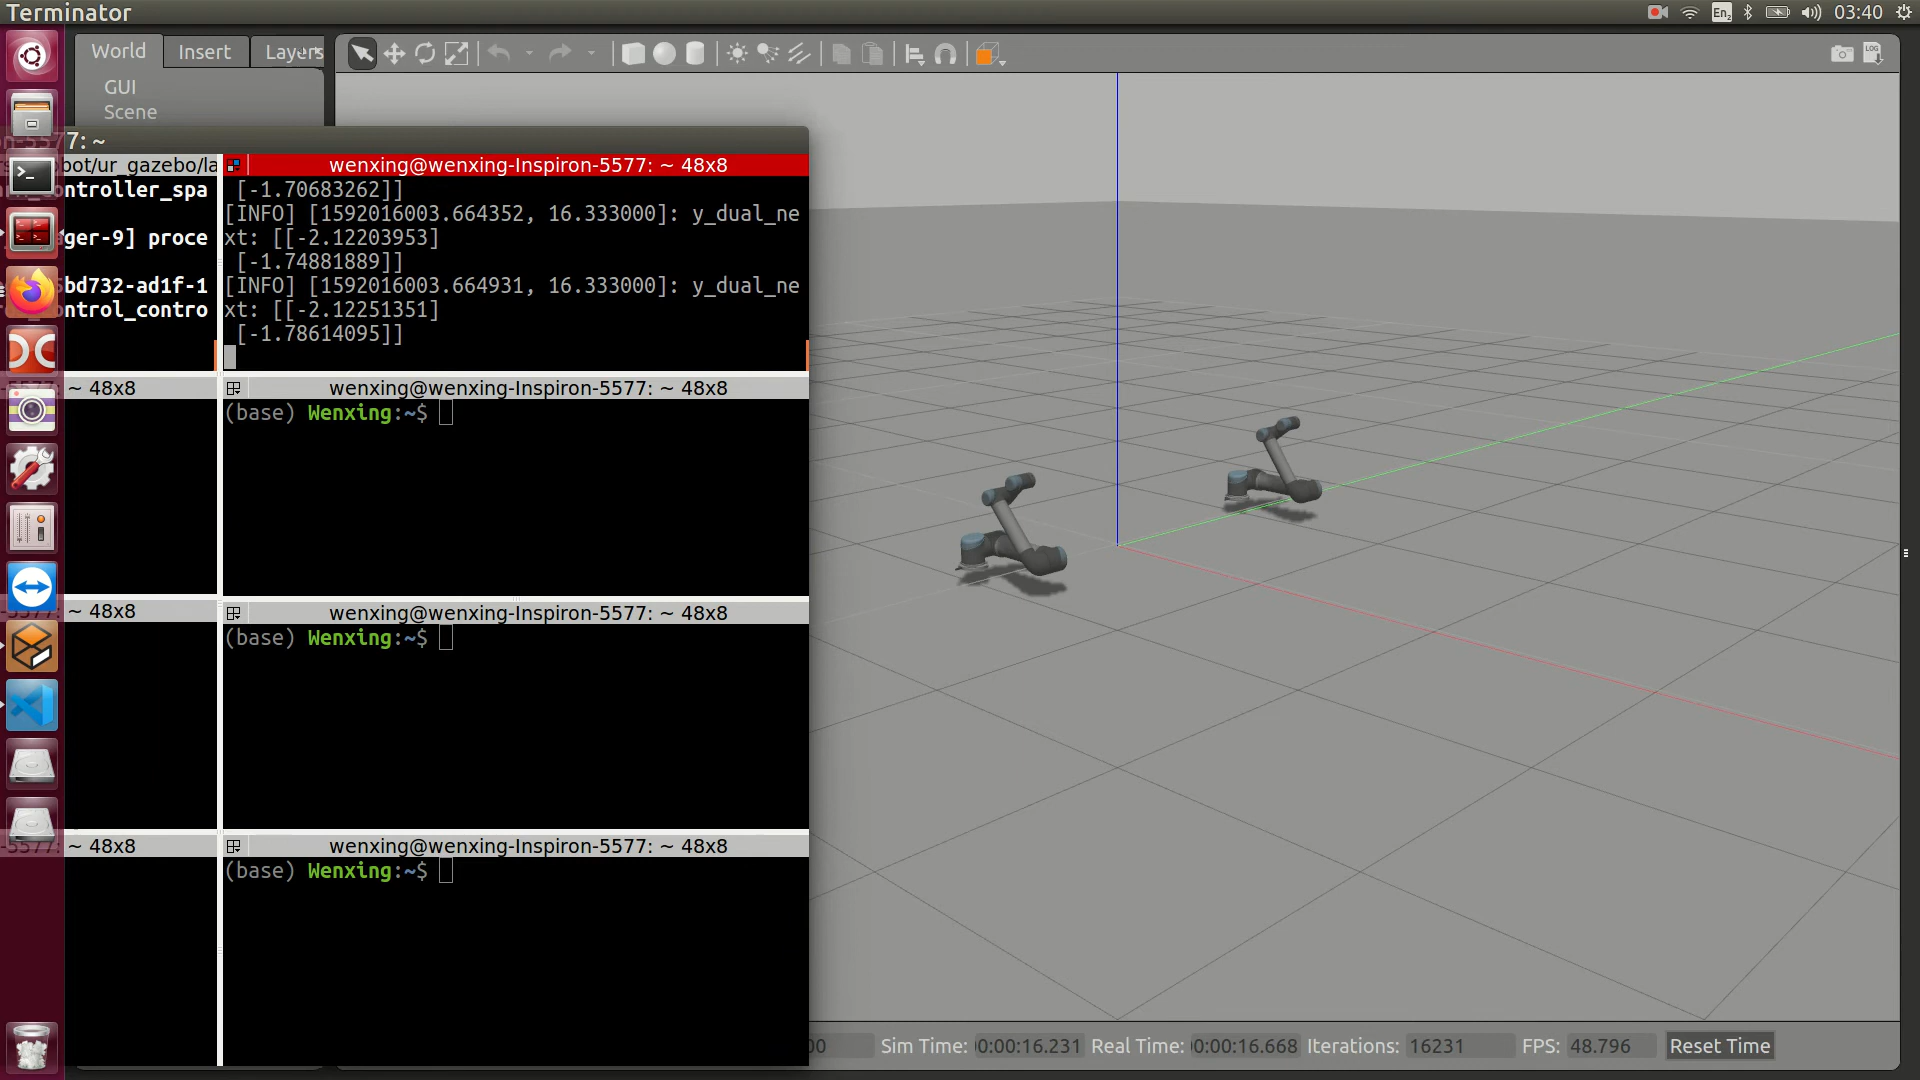 Terminator
En2
03:40
World
Insert
Layers
GUI
Scene
LOG
7: ~
bot/ur_gazebo/la
wenxing@wenxing-Inspiron-5577: ~ 48x8
ontroller_spa
ger-9] proce
bd732-ad1f-1
ntrol_contro
[-1.70683262]]
[INFO] [1592016003.664352, 16.333000]: y_dual_ne
xt: [[-2.12203953]
[-1.74881889]]
[INFO] [1592016003.664931, 16.333000]: y_dual_ne
xt: [[-2.12251351]
[-1.78614095]]
~ 48x8
wenxing@wenxing-Inspiron-5577: ~ 48x8
(base) Wenxing:~$
~ 48x8
wenxing@wenxing-Inspiron-5577: ~ 48x8
(base) Wenxing:~$
~ 48x8
wenxing@wenxing-Inspiron-5577: ~ 48x8
(base) Wenxing:~$
00 Sim Time: 0:00:16.231 Real Time: 0:00:16.668 Iterations: 16231 FPS: 48.796 Reset Time